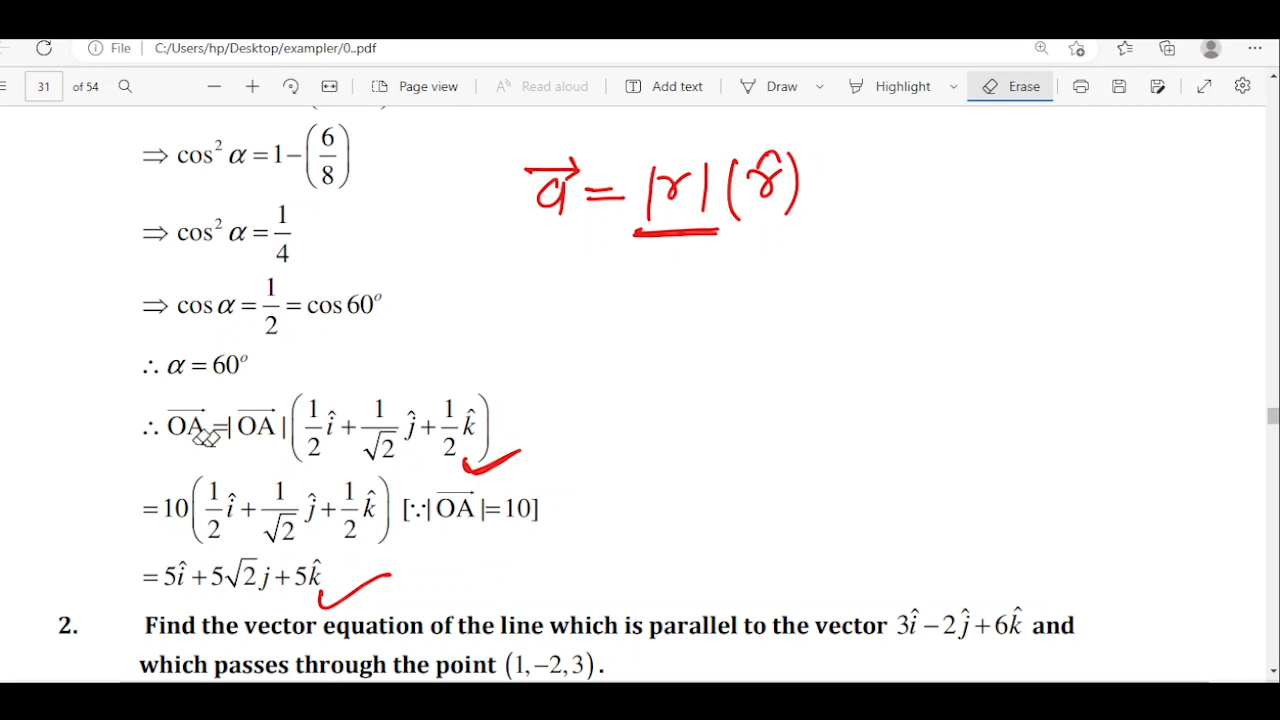 File C:/Users/hp/Desktop/exampler/0..pdf
31 of 54 Page view Read aloud Add text Draw Highlight Erase
⇒ cos² α = 1 − (6/8)
a⃗ = |r| (r̂)
⇒ cos² α = 1/4
⇒ cos α = 1/2 = cos 60°
∴ α = 60°
∴ OA⃗ = | OA⃗ | (1/2 î + 1/√2 ĵ + 1/2 k̂)
= 10 (1/2 î + 1/√2 ĵ + 1/2 k̂) [∵ | OA⃗ | = 10]
= 5î + 5√2 j + 5k̂
2. Find the vector equation of the line which is parallel to the vector 3î − 2ĵ + 6k̂ and
which passes through the point (1, −2, 3).